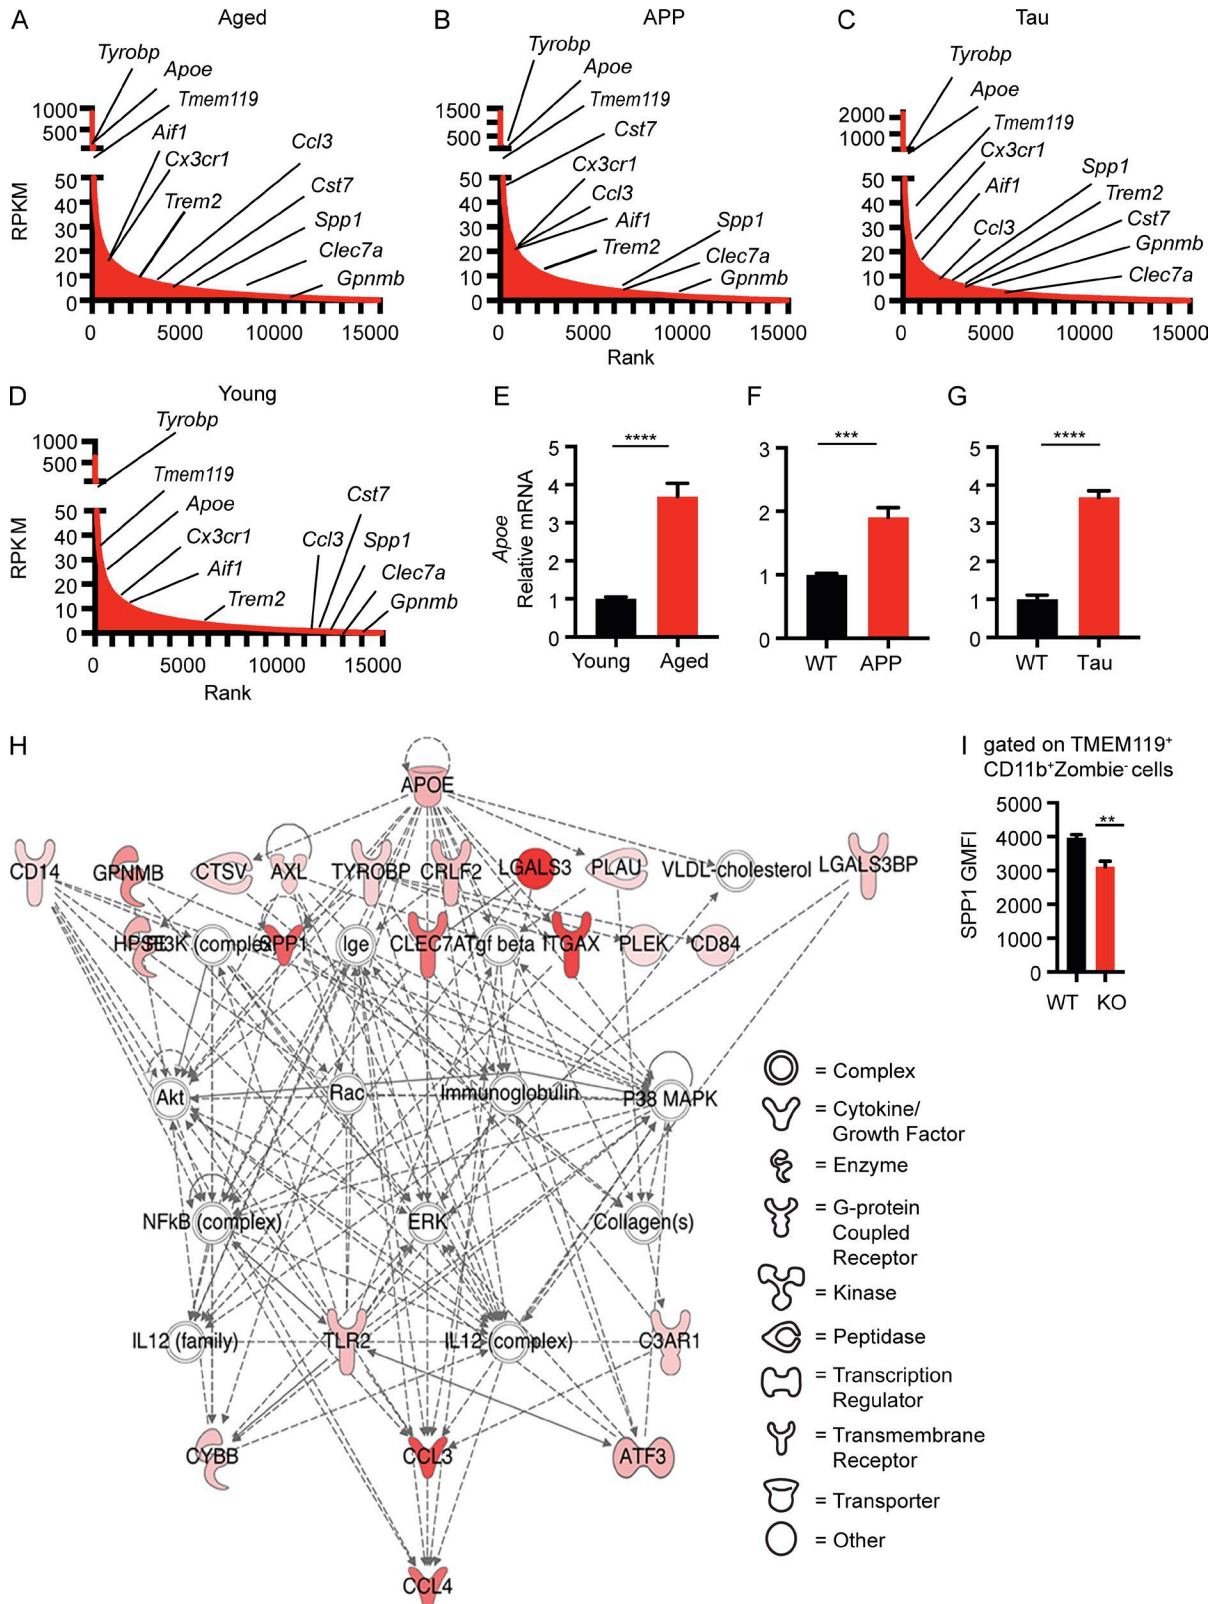 A Aged
Tyrobp
Apoe
Tmem119
Aif1
Cx3cr1
Trem2
Ccl3
Cst7
Spp1
Clec7a
Gpnmb
RPKM
1000
500
50
40
30
20
10
0
0 5000 10000 15000
B APP
Tyrobp
Apoe
Tmem119
Cst7
Cx3cr1
Ccl3
Aif1
Trem2
Spp1
Clec7a
Gpnmb
1500
500
50
40
30
20
10
0
0 5000 10000 15000
Rank
C Tau
Tyrobp
Apoe
Tmem119
Cx3cr1
Aif1
Ccl3
Spp1
Trem2
Cst7
Gpnmb
Clec7a
2000
1000
50
40
30
20
10
0
0 5000 10000 15000
D Young
Tyrobp
Tmem119
Apoe
Cx3cr1
Aif1
Trem2
Ccl3
Cst7
Spp1
Clec7a
Gpnmb
RPKM
1000
500
50
40
30
20
10
0
0 5000 10000 15000
Rank
E
Apoe
Relative mRNA
5
4
3
2
1
0
****
Young Aged
F
3
2
1
0
***
WT APP
G
5
4
3
2
1
0
****
WT Tau
H
APOE
CD14 GPNMB CTSV AXL TYROBP CRLF2 LGALS3 PLAU VLDL-cholesterol LGALS3BP
HPSE PI3K (complex) SPP1 Ige CLEC7A Tgf beta ITGAX PLEK CD84
Akt Rac Immunoglobulin P38 MAPK
NFkB (complex) ERK Collagen(s)
IL12 (family) TLR2 IL12 (complex) C3AR1
CYBB CCL3 ATF3
CCL4
I gated on TMEM119+
CD11b+Zombie- cells
SPP1 GMFI
5000
4000
3000
2000
1000
0
**
WT KO
= Complex
= Cytokine/
Growth Factor
= Enzyme
= G-protein
Coupled
Receptor
= Kinase
= Peptidase
= Transcription
Regulator
= Transmembrane
Receptor
= Transporter
= Other